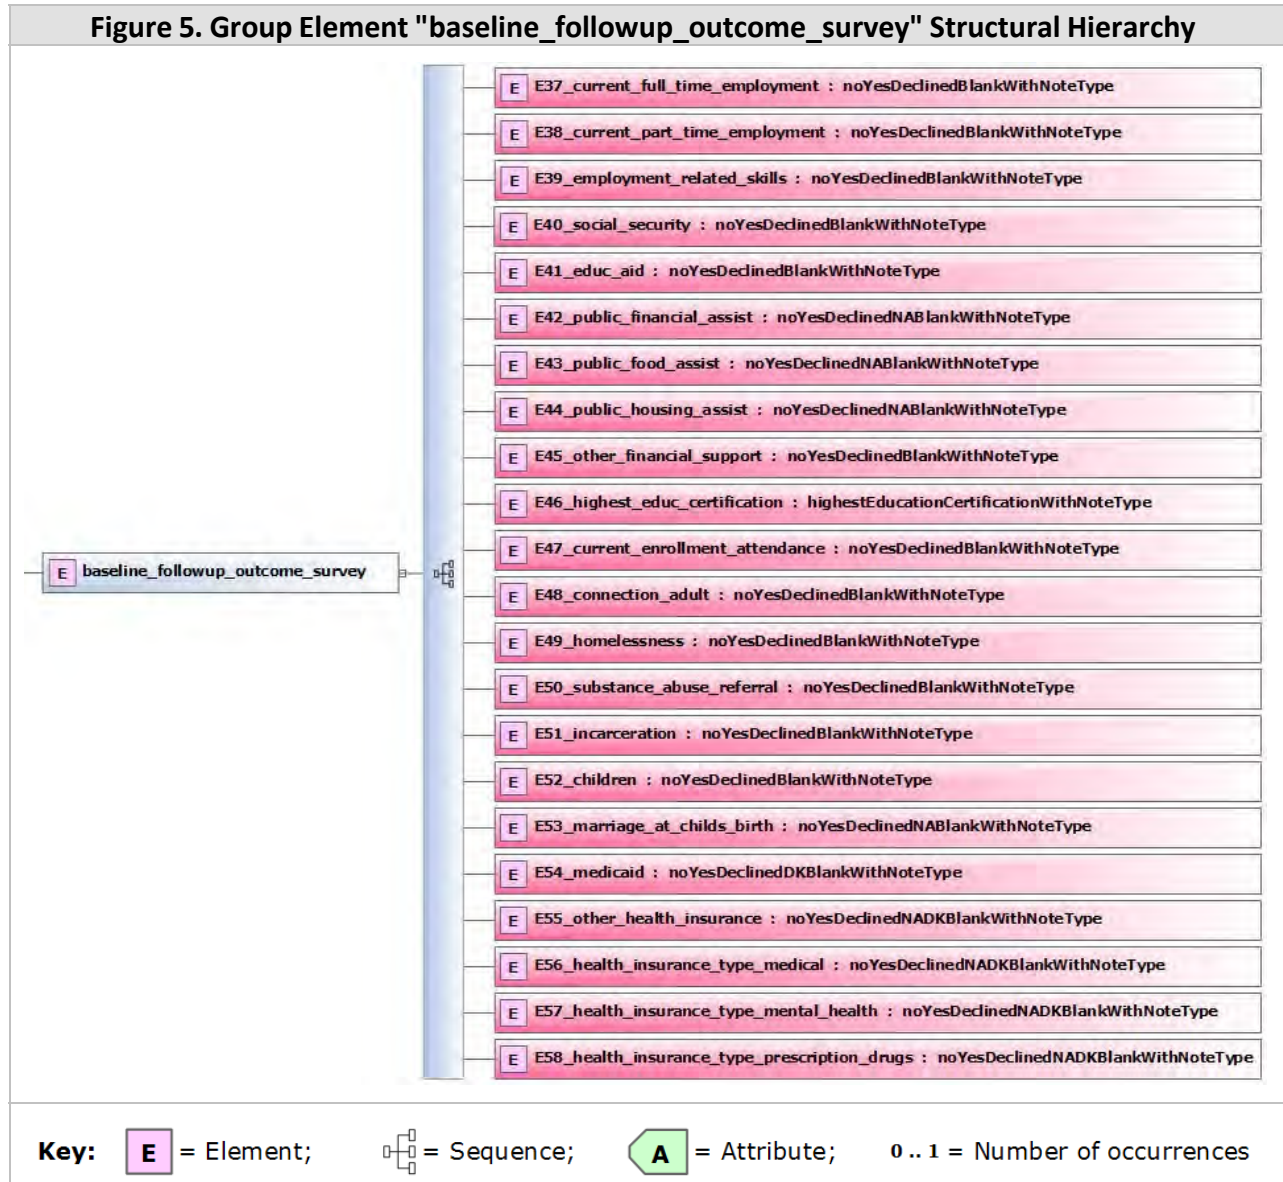 Figure 5. Group Element "baseline_followup_outcome_survey" Structural Hierarchy
E E37_current_full_time_employment : noYesDeclinedBlankWithNoteType
E E38_current_part_time_employment : noYesDeclinedBlankWithNoteType
E E39_employment_related_skills : noYesDeclinedBlankWithNoteType
E E40_social_security : noYesDeclinedBlankWithNoteType
E E41_educ_aid : noYesDeclinedBlankWithNoteType
E E42_public_financial_assist : noYesDeclinedNABlankWithNoteType
E E43_public_food_assist : noYesDeclinedNABlankWithNoteType
E E44_public_housing_assist : noYesDeclinedNABlankWithNoteType
E E45_other_financial_support : noYesDeclinedBlankWithNoteType
E E46_highest_educ_certification : highestEducationCertificationWithNoteType
E E47_current_enrollment_attendance : noYesDeclinedBlankWithNoteType
E baseline_followup_outcome_survey
E E48_connection_adult : noYesDeclinedBlankWithNoteType
E E49_homelessness : noYesDeclinedBlankWithNoteType
E E50_substance_abuse_referral : noYesDeclinedBlankWithNoteType
E E51_incarceration : noYesDeclinedBlankWithNoteType
E E52_children : noYesDeclinedBlankWithNoteType
E E53_marriage_at_childs_birth : noYesDeclinedNABlankWithNoteType
E E54_medicaid : noYesDeclinedDKBlankWithNoteType
E E55_other_health_insurance : noYesDeclinedNADKBlankWithNoteType
E E56_health_insurance_type_medical : noYesDeclinedNADKBlankWithNoteType
E E57_health_insurance_type_mental_health : noYesDeclinedNADKBlankWithNoteType
E E58_health_insurance_type_prescription_drugs : noYesDeclinedNADKBlankWithNoteType
Key: E = Element; = Sequence; A = Attribute; 0 .. 1 = Number of occurrences